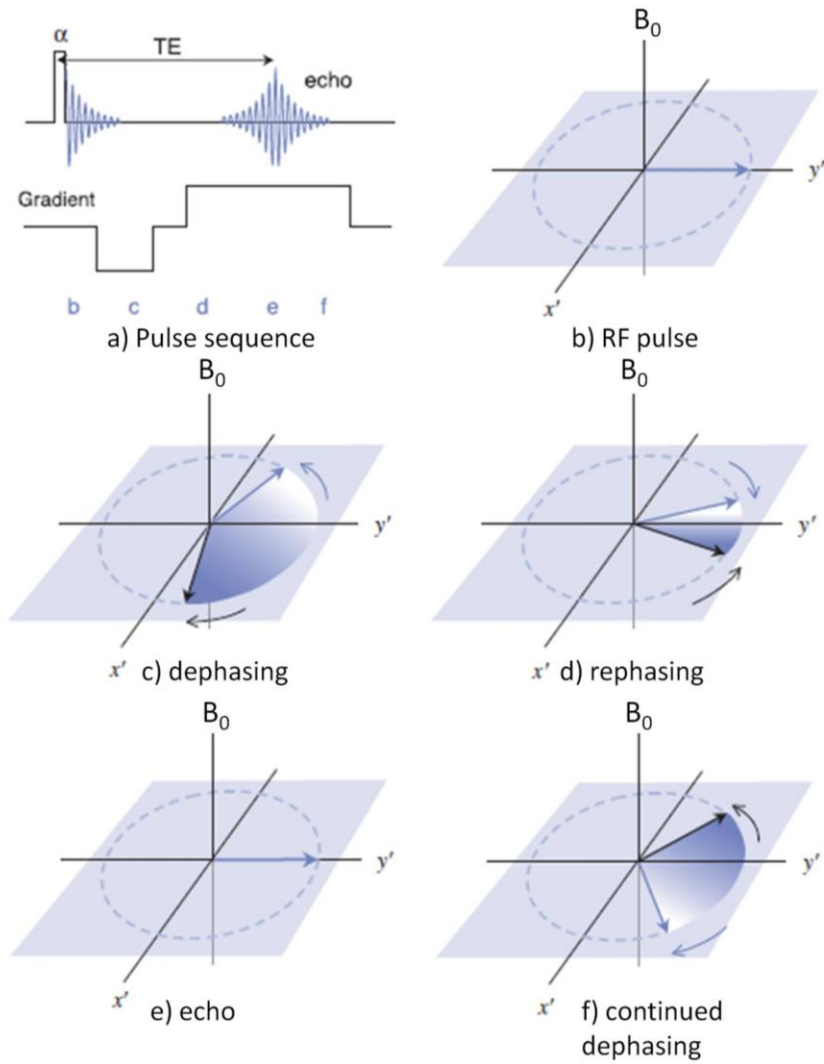 α
TE
echo
Gradient
b c d e f
a) Pulse sequence
B0
y'
x'
b) RF pulse
B0
y'
x'
c) dephasing
B0
y'
x'
d) rephasing
B0
y'
x'
e) echo
B0
y'
x'
f) continued
dephasing